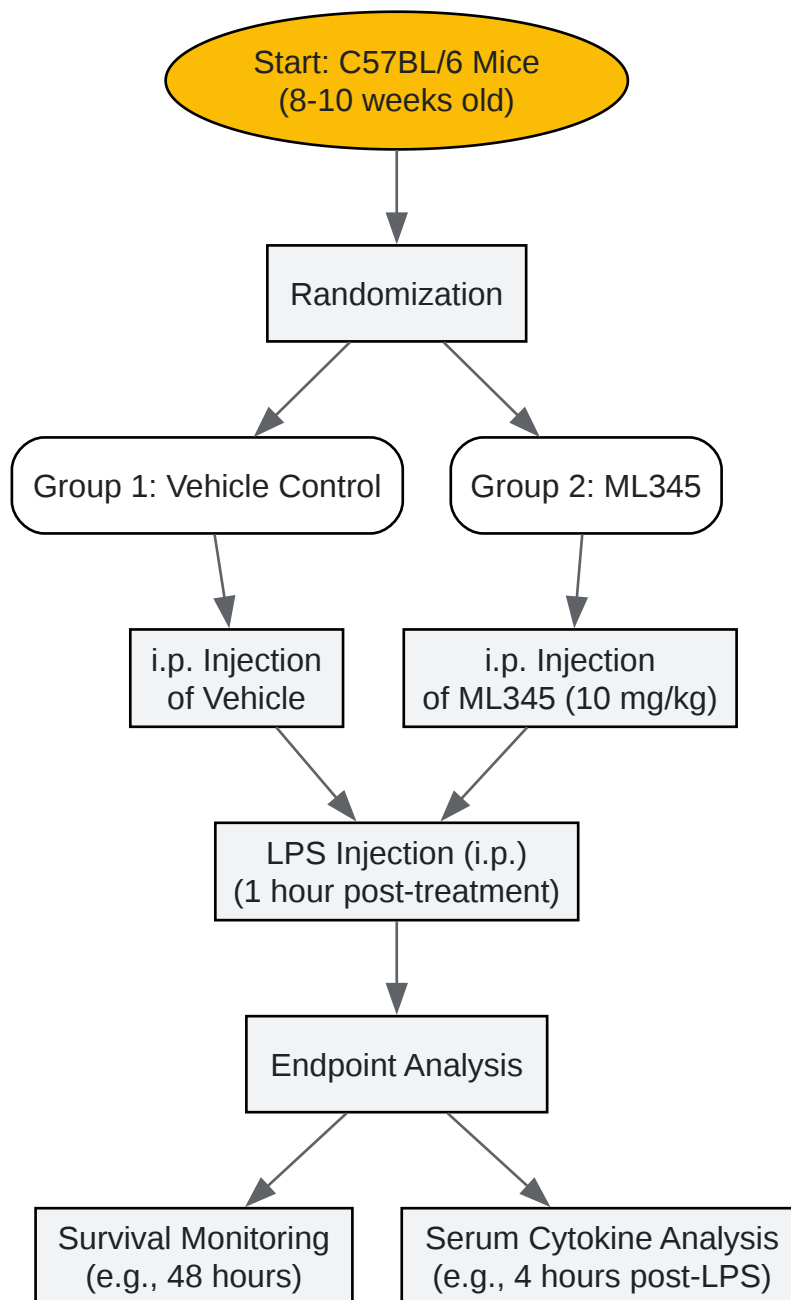 Start: C57BL/6 Mice
(8-10 weeks old)
Randomization
Group 1: Vehicle Control
Group 2: ML345
i.p. Injection
of Vehicle
i.p. Injection
of ML345 (10 mg/kg)
LPS Injection (i.p.)
(1 hour post-treatment)
Endpoint Analysis
Survival Monitoring
(e.g., 48 hours)
Serum Cytokine Analysis
(e.g., 4 hours post-LPS)